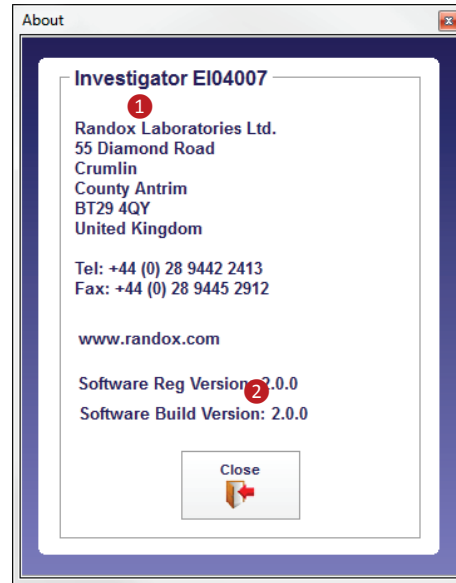 About
Investigator EI04007
1
Randox Laboratories Ltd.
55 Diamond Road
Crumlin
County Antrim
BT29 4QY
United Kingdom
Tel: +44 (0) 28 9442 2413
Fax: +44 (0) 28 9445 2912
www.randox.com
Software Reg Version: 2.0.0
2
Software Build Version: 2.0.0
Close